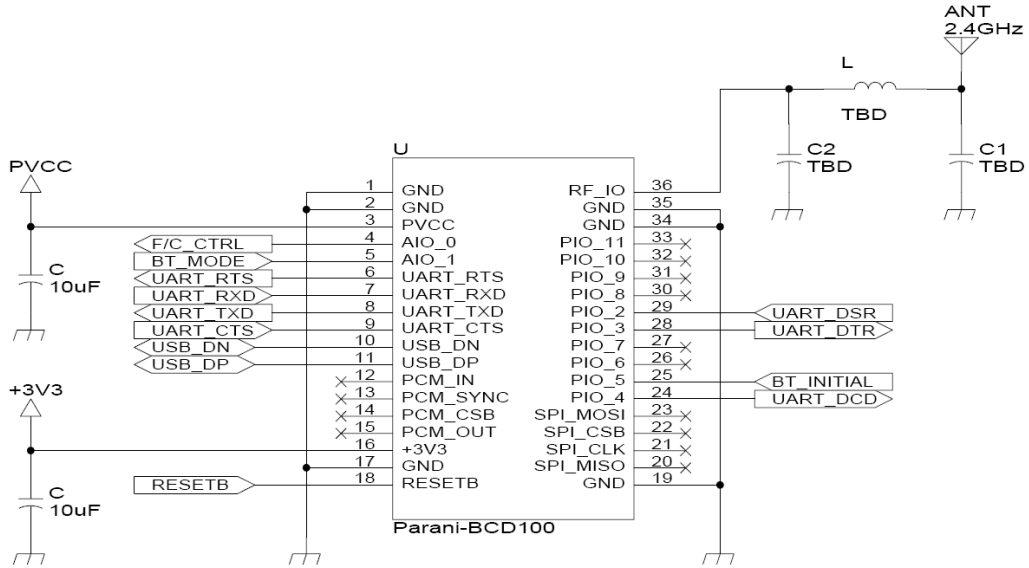 ANT
2.4GHz
L
TBD
C2
TBD
C1
TBD
U
PVCC
C
10uF
+3V3
C
10uF
F/C_CTRL
BT_MODE
UART_RTS
UART_RXD
UART_TXD
UART_CTS
USB_DN
USB_DP
RESETB
1 GND
2 GND
3 PVCC
4 AIO_0
5 AIO_1
6 UART_RTS
7 UART_RXD
8 UART_TXD
9 UART_CTS
10 USB_DN
11 USB_DP
12 PCM_IN
13 PCM_SYNC
14 PCM_CSB
15 PCM_OUT
16 +3V3
17 GND
18 RESETB
RF_IO 36
GND 35
GND 34
PIO_11 33
PIO_10 32
PIO_9 31
PIO_8 30
PIO_2 29
PIO_3 28
PIO_7 27
PIO_6 26
PIO_5 25
PIO_4 24
SPI_MOSI 23
SPI_CSB 22
SPI_CLK 21
SPI_MISO 20
GND 19
UART_DSR
UART_DTR
BT_INITIAL
UART_DCD
Parani-BCD100